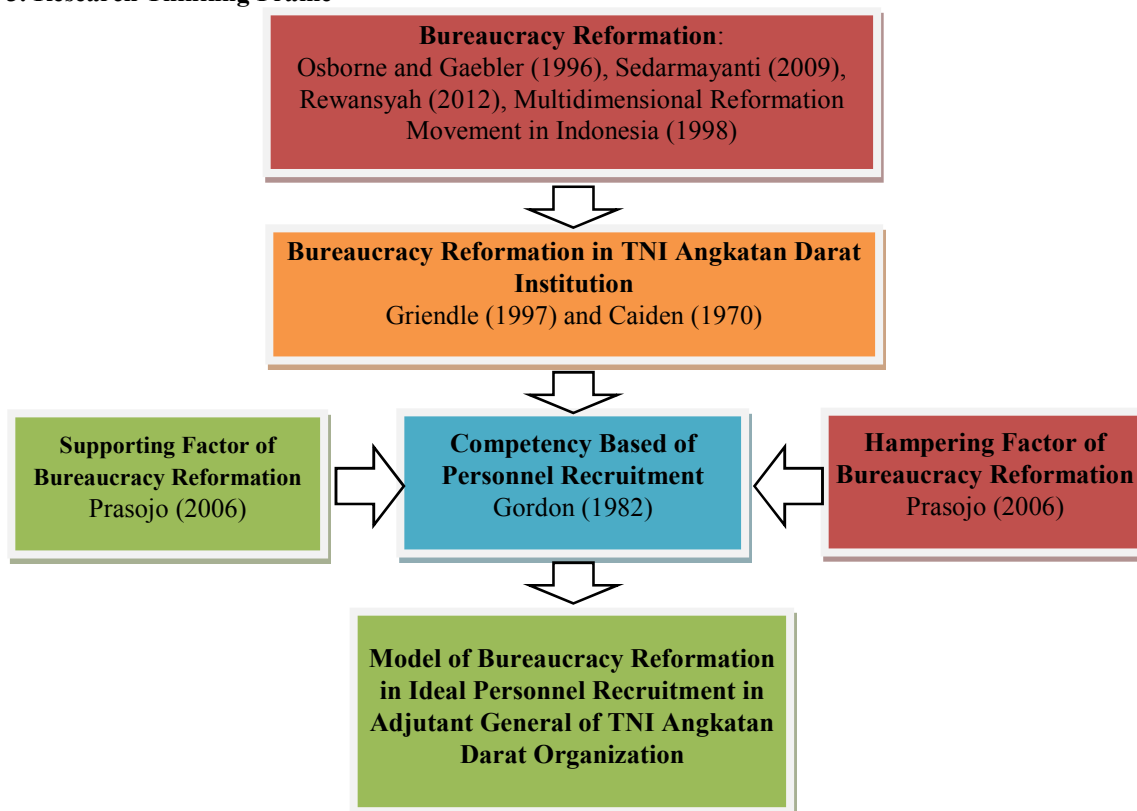 Bureaucracy Reformation:
Osborne and Gaebler (1996), Sedarmayanti (2009),
Rewansyah (2012), Multidimensional Reformation
Movement in Indonesia (1998)
Bureaucracy Reformation in TNI Angkatan Darat
Institution
Griendle (1997) and Caiden (1970)
Supporting Factor of
Bureaucracy Reformation
Prasojo (2006)
Competency Based of
Personnel Recruitment
Gordon (1982)
Hampering Factor of
Bureaucracy Reformation
Prasojo (2006)
Model of Bureaucracy Reformation
in Ideal Personnel Recruitment in
Adjutant General of TNI Angkatan
Darat Organization